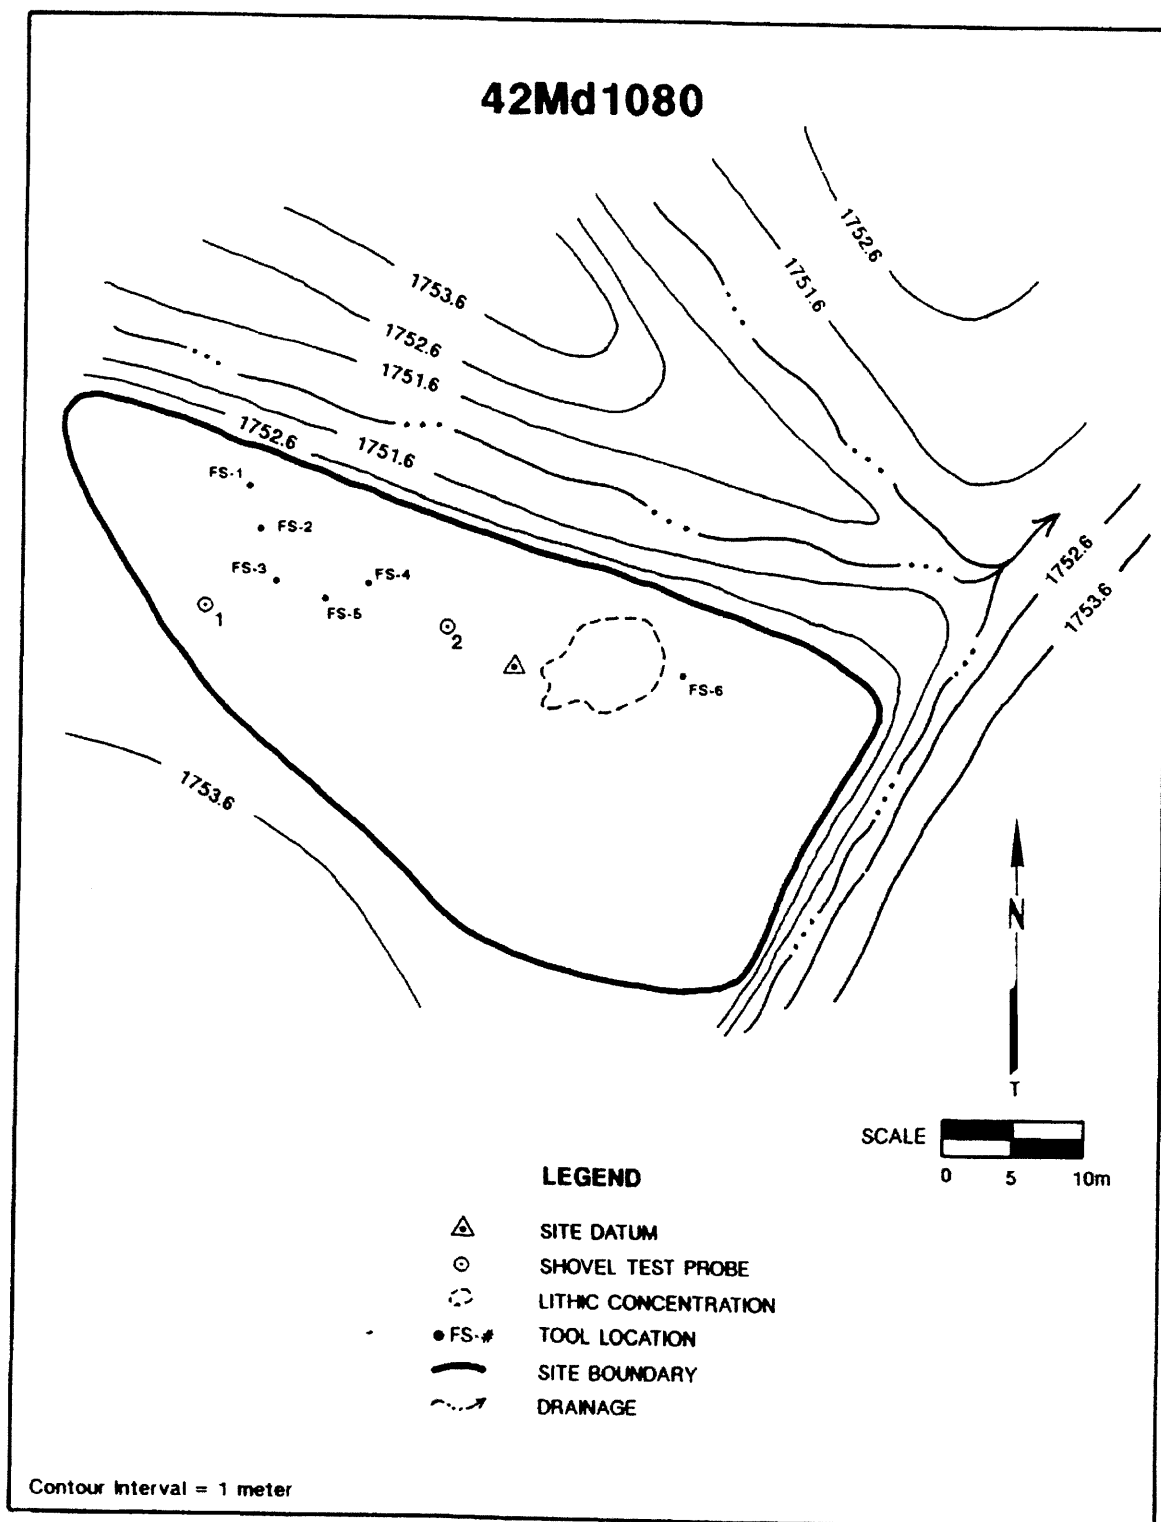 42Md1080
1752.6
1751.6
1753.6
1752.6
1751.6
1752.6
1751.6
FS-1
FS-2
FS-3
FS-4
FS-5
1
2
FS-6
1752.6
1753.6
1753.6
N
T
SCALE
0 5 10m
LEGEND
SITE DATUM
SHOVEL TEST PROBE
LITHIC CONCENTRATION
FS-# TOOL LOCATION
SITE BOUNDARY
DRAINAGE
Contour Interval = 1 meter